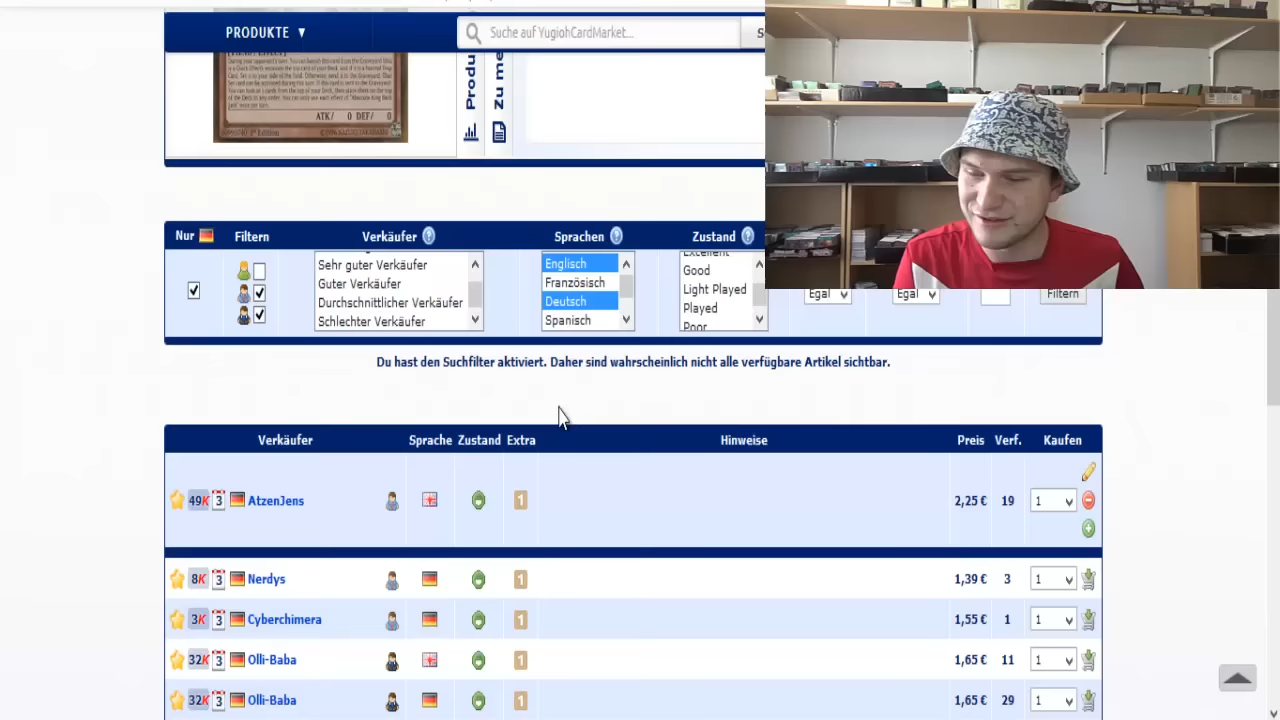 PRODUKTE ▼
Suche auf YugiohCardMarket...
S
ATK/ 0 DEF/ 0
1st Edition
Produ
zu me
Nur
Filtern
Verkäufer
Sprachen
Zustand
Sehr guter Verkäufer
Guter Verkäufer
Durchschnittlicher Verkäufer
Schlechter Verkäufer
Englisch
Französisch
Deutsch
Spanisch
Excellent
Good
Light Played
Played
Poor
Egal
Egal
Filtern
Du hast den Suchfilter aktiviert. Daher sind wahrscheinlich nicht alle verfügbare Artikel sichtbar.
Verkäufer Sprache Zustand Extra Hinweise Preis Verf. Kaufen
49K 3 AtzenJens 1 2,25 € 19 1
8K 3 Nerdys 1 1,39 € 3 1
3K 3 Cyberchimera 1 1,55 € 1 1
32K 3 Olli-Baba 1 1,65 € 11 1
32K 3 Olli-Baba 1 1,65 € 29 1